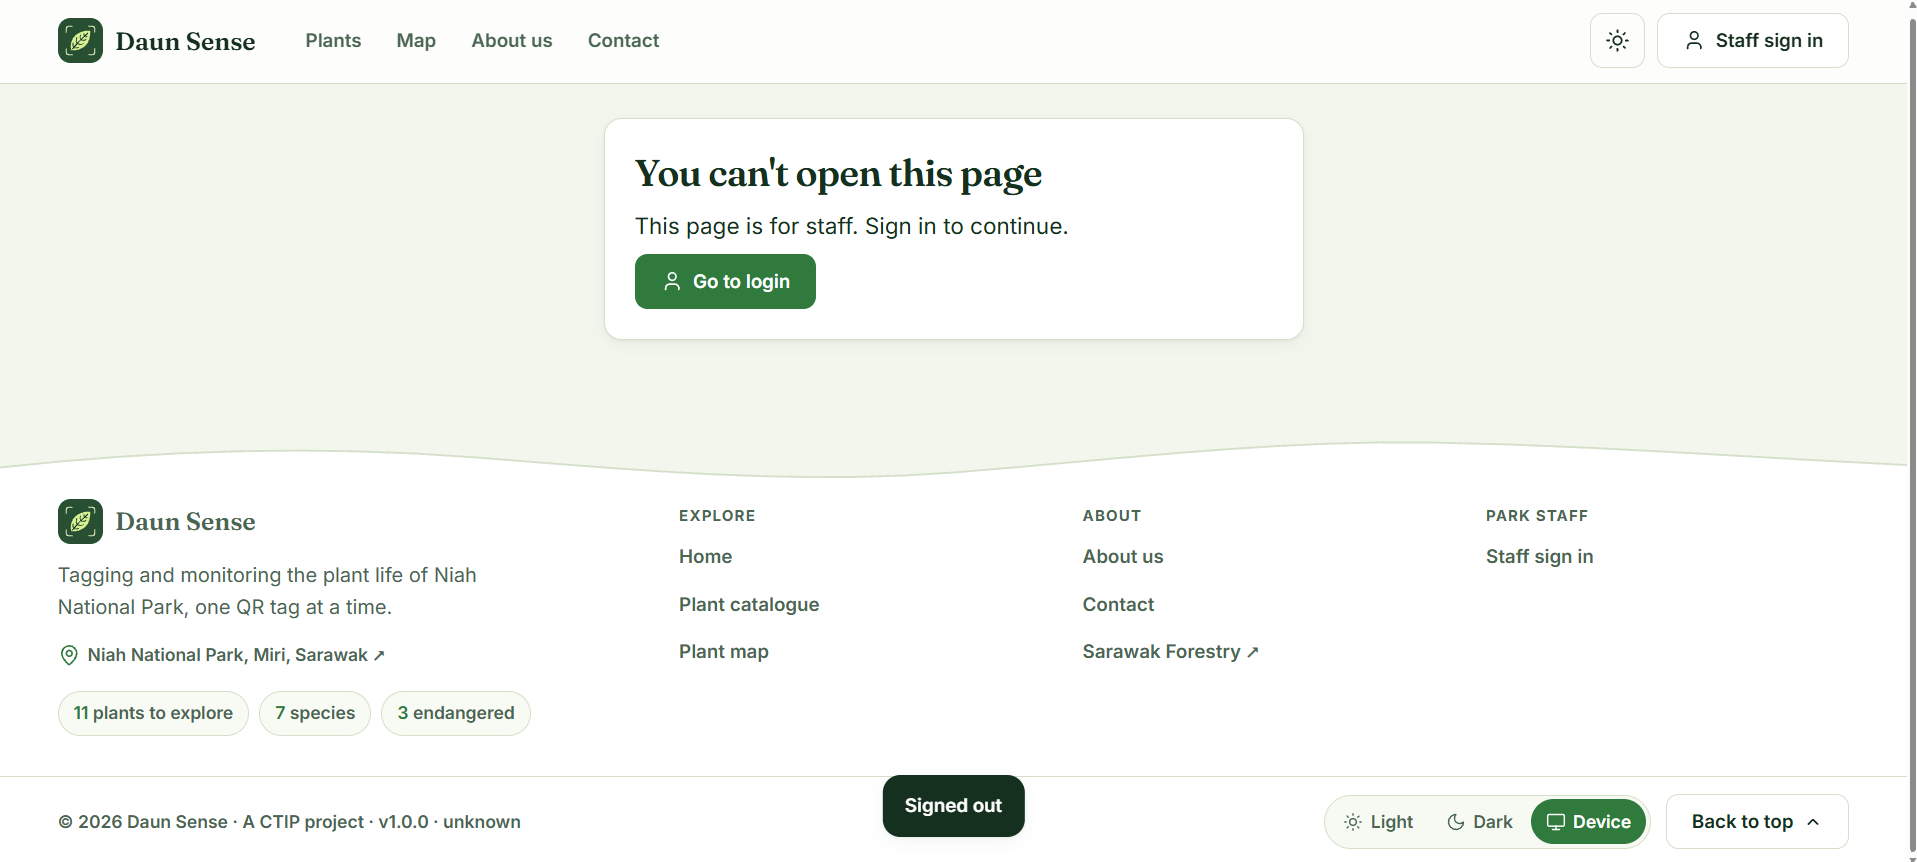 Daun Sense
Plants
Map
About us
Contact
Staff sign in
You can't open this page
This page is for staff. Sign in to continue.
Go to login
Daun Sense
Tagging and monitoring the plant life of Niah
National Park, one QR tag at a time.
Niah National Park, Miri, Sarawak ↗
11 plants to explore
7 species
3 endangered
EXPLORE
Home
Plant catalogue
Plant map
ABOUT
About us
Contact
Sarawak Forestry ↗
PARK STAFF
Staff sign in
© 2026 Daun Sense · A CTIP project · v1.0.0 · unknown
Signed out
Light
Dark
Device
Back to top